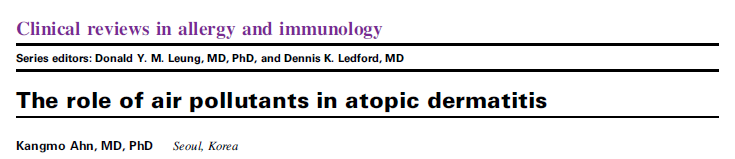 Clinical reviews in allergy and immunology
Series editors: Donald Y. M. Leung, MD, PhD, and Dennis K. Ledford, MD
The role of air pollutants in atopic dermatitis
Kangmo Ahn, MD, PhD Seoul, Korea